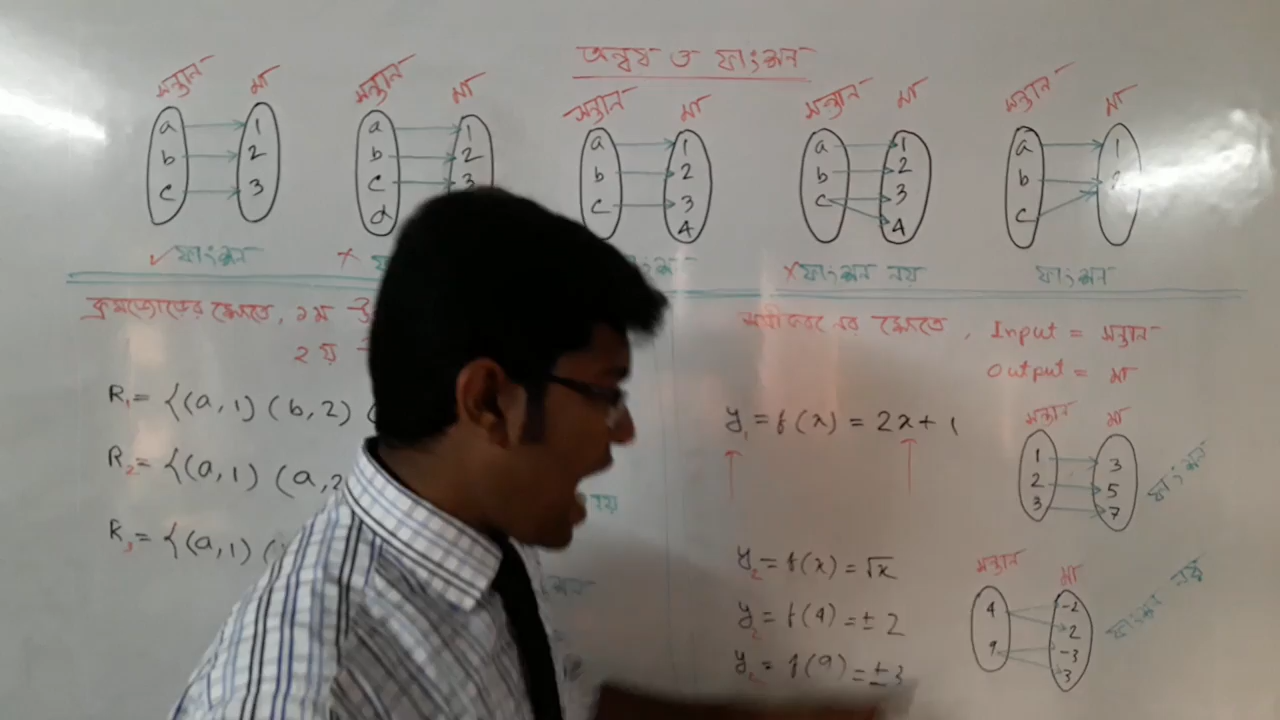 অন্বয় ও ফাংশন
সন্তান মা সন্তান মা সন্তান মা সন্তান মা সন্তান মা
a 1 a 1 a 1 a 1 a 1
b 2 b 2 b 2 b 2 b
c 3 c 3 c 3 c 3 c
d 4 4
✓ফাংশন × ×ফাংশন নয় ফাংশন
ক্রমজোড়ের ক্ষেত্রে, ১ম
২য়
R₁= {(a, 1) (b, 2) (
R₂= {(a, 1) (a, 2
R₃= {(a, 1) (
নয়
সমীকরণ এর ক্ষেত্রে, Input = সন্তান
Output = মা
y₁ = f(x) = 2x + 1
সন্তান মা
1 3
2 5
3 7
ফাংশন
y₂ = f(x) = √x
y₂ = f(4) = ± 2
y₂ = f(9) = ± 3
সন্তান মা
4 -2
2
9 -3
3
ফাংশন নয়